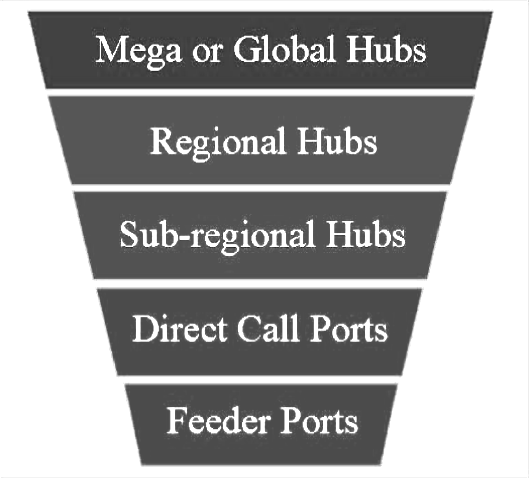 Mega or Global Hubs
Regional Hubs
Sub-regional Hubs
Direct Call Ports
Feeder Ports